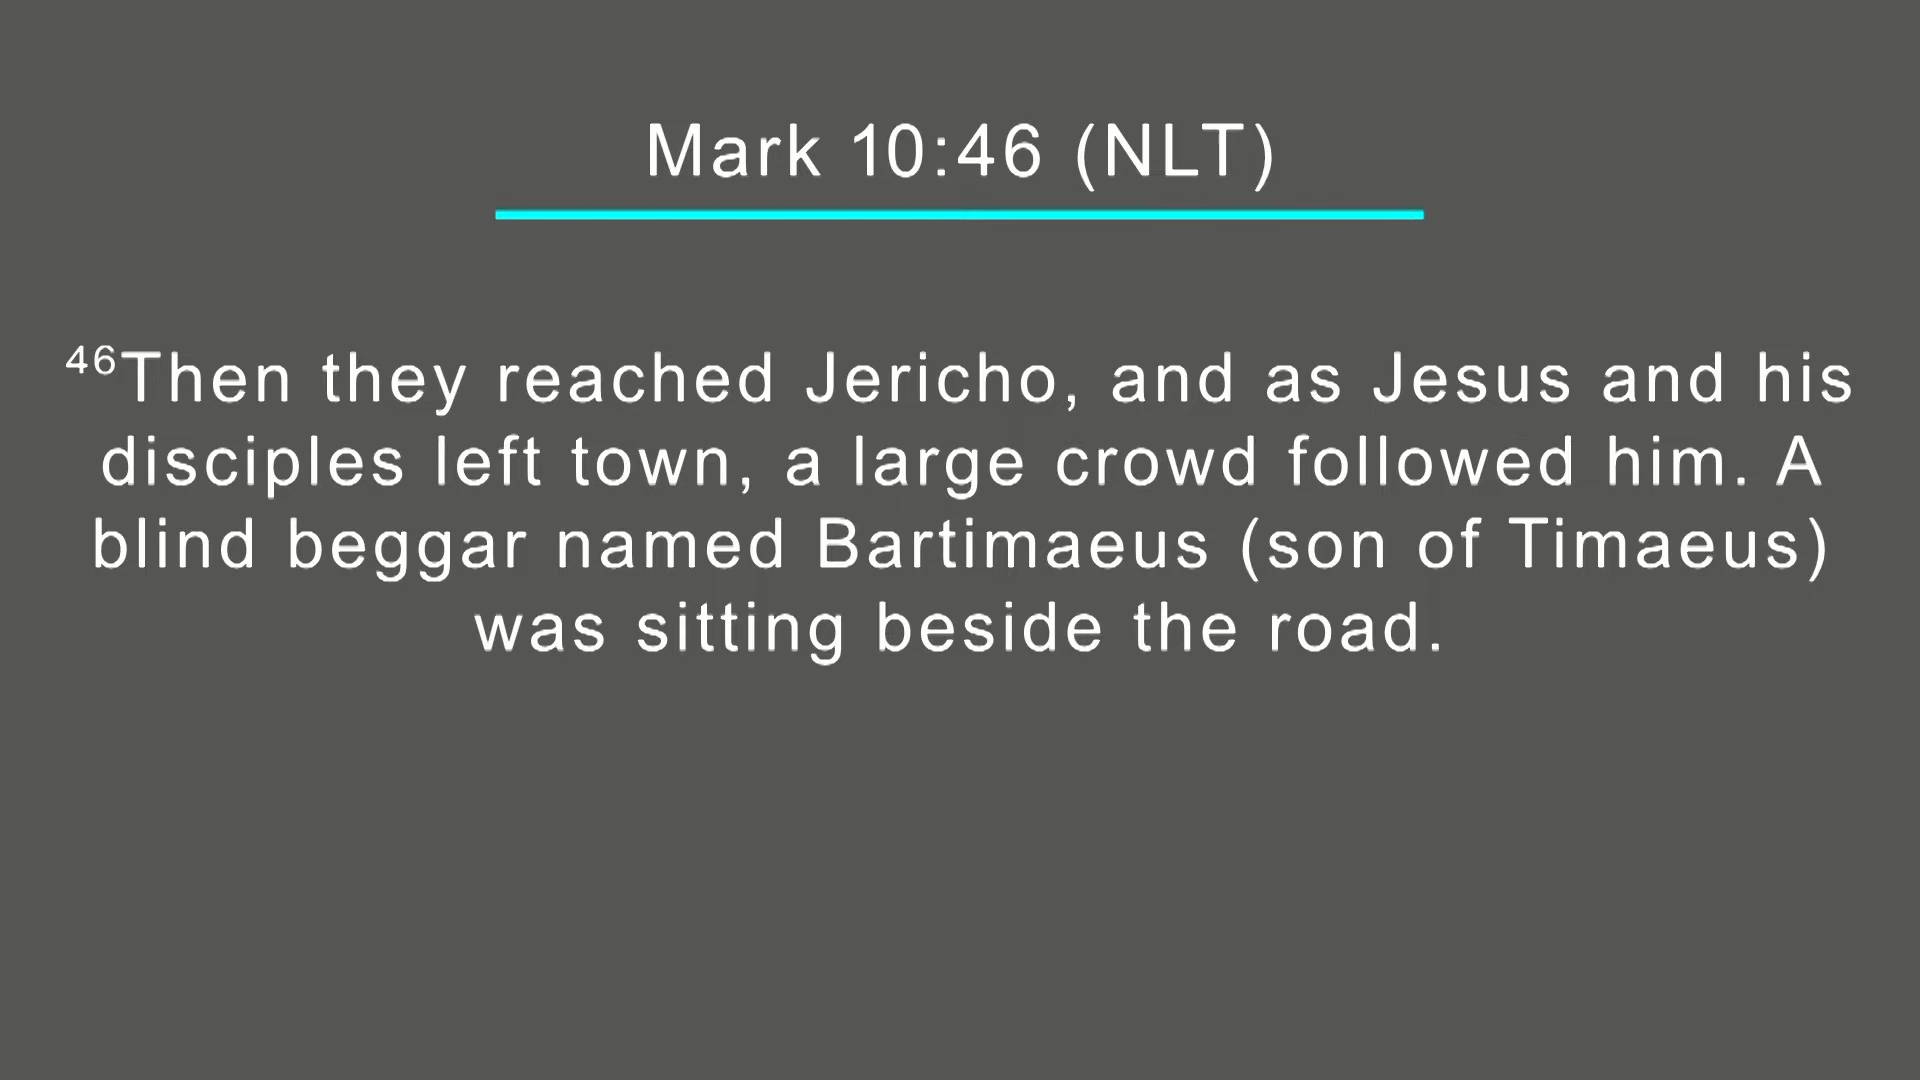 Mark 10:46 (NLT)
46Then they reached Jericho, and as Jesus and his
disciples left town, a large crowd followed him. A
blind beggar named Bartimaeus (son of Timaeus)
was sitting beside the road.